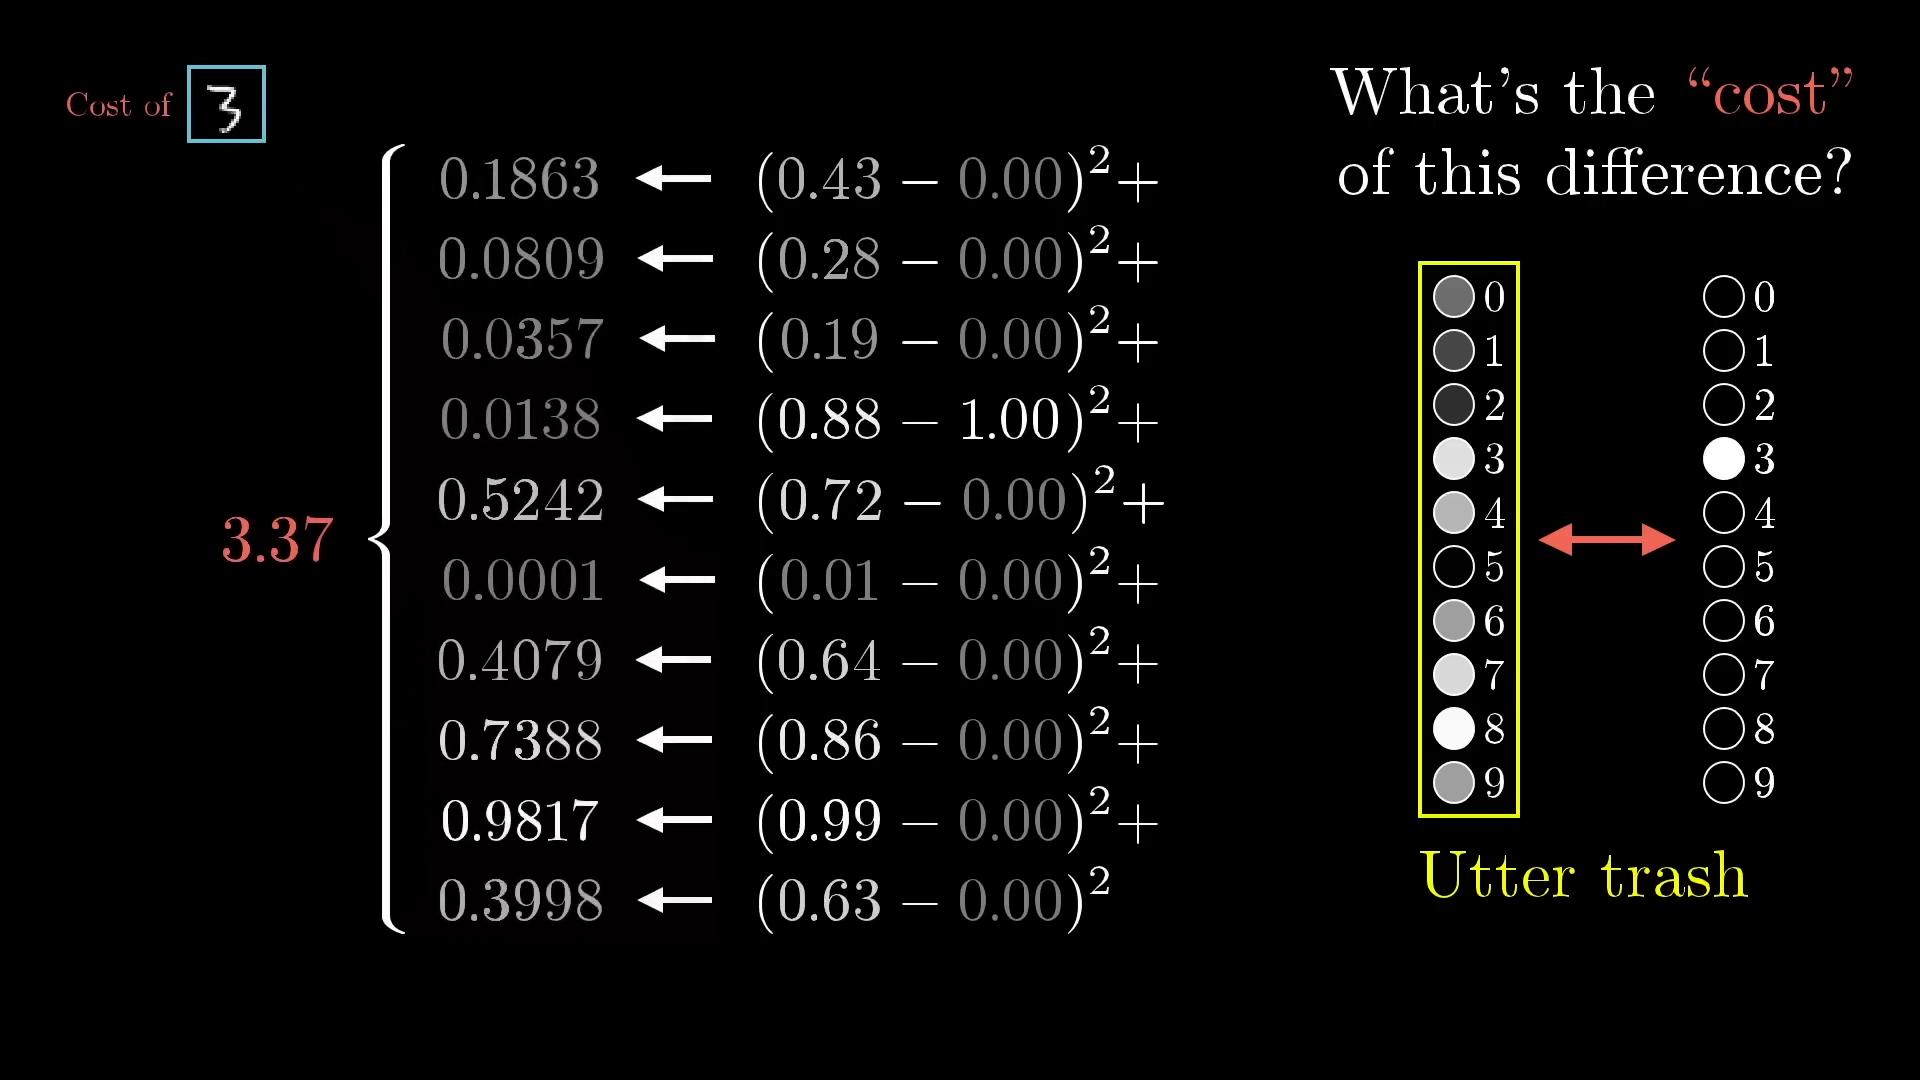 Cost of 3
3.37
0.1863 ← (0.43 − 0.00)² +
0.0809 ← (0.28 − 0.00)² +
0.0357 ← (0.19 − 0.00)² +
0.0138 ← (0.88 − 1.00)² +
0.5242 ← (0.72 − 0.00)² +
0.0001 ← (0.01 − 0.00)² +
0.4079 ← (0.64 − 0.00)² +
0.7388 ← (0.86 − 0.00)² +
0.9817 ← (0.99 − 0.00)² +
0.3998 ← (0.63 − 0.00)²
What's the “cost”
of this difference?
0 0
1 1
2 2
3 3
4 4
5 5
6 6
7 7
8 8
9 9
Utter trash